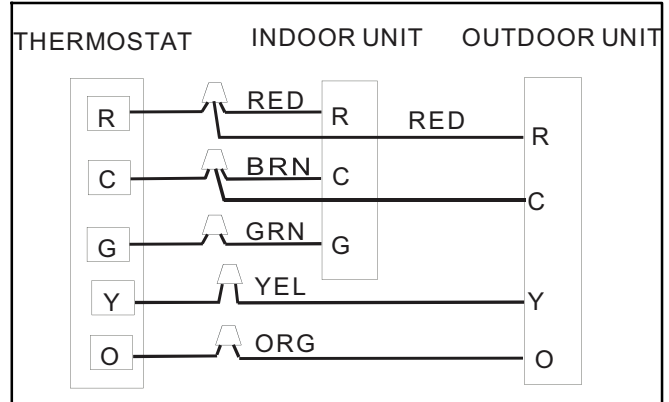 THERMOSTAT INDOOR UNIT OUTDOOR UNIT
R RED R RED R
C BRN C C
G GRN G
Y YEL Y
O ORG O